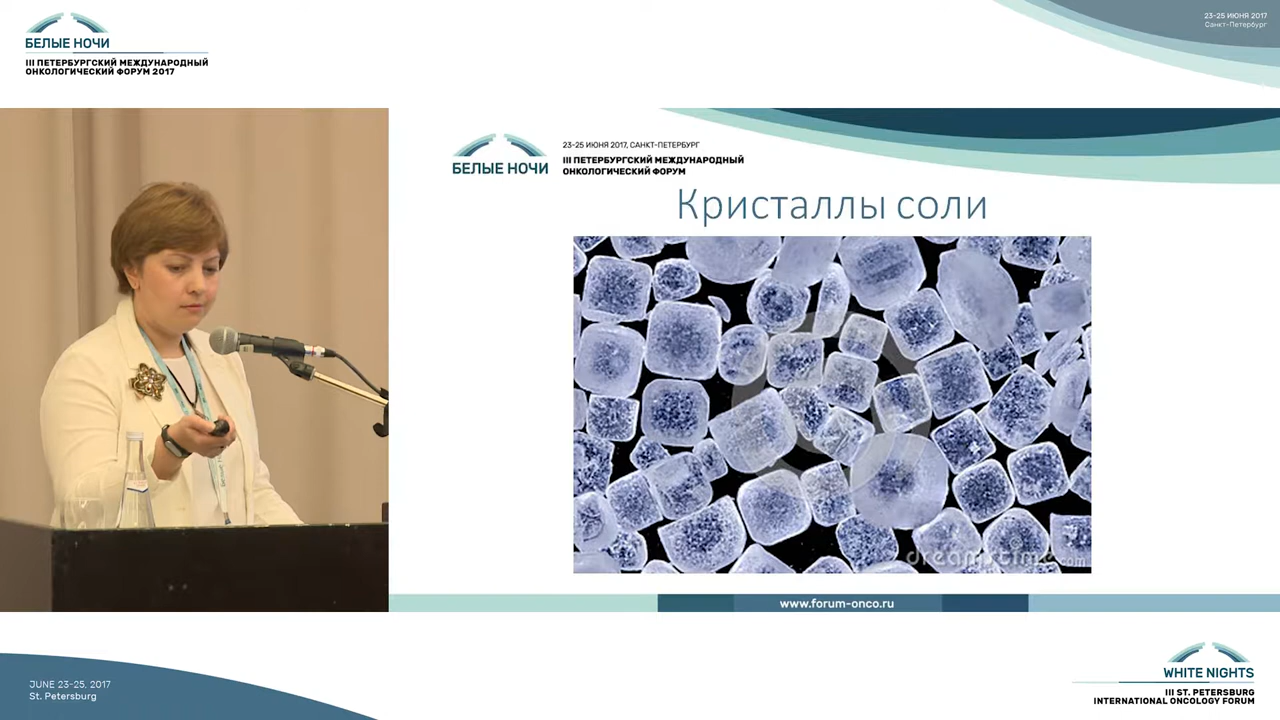 БЕЛЫЕ НОЧИ
III ПЕТЕРБУРГСКИЙ МЕЖДУНАРОДНЫЙ
ОНКОЛОГИЧЕСКИЙ ФОРУМ 2017
23-25 ИЮНЯ 2017
Санкт-Петербург
БЕЛЫЕ НОЧИ
23-25 ИЮНЯ 2017, САНКТ-ПЕТЕРБУРГ
III ПЕТЕРБУРГСКИЙ МЕЖДУНАРОДНЫЙ
ОНКОЛОГИЧЕСКИЙ ФОРУМ
Кристаллы соли
dreamstime.com
www.forum-onco.ru
JUNE 23-25, 2017
St. Petersburg
WHITE NIGHTS
III ST. PETERSBURG
INTERNATIONAL ONCOLOGY FORUM